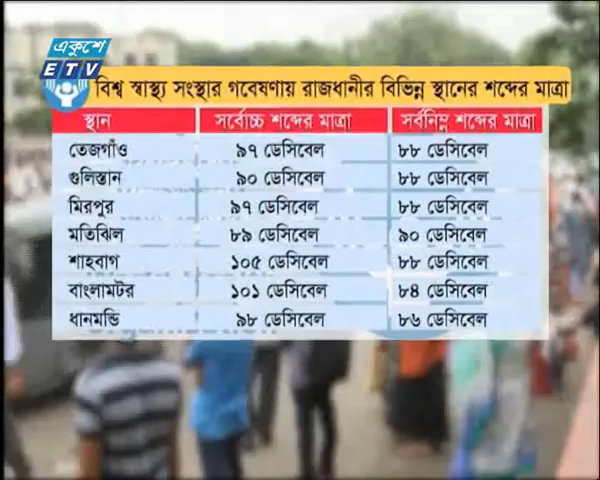 একুশে
ETV
বিশ্ব স্বাস্থ্য সংস্থার গবেষণায় রাজধানীর বিভিন্ন স্থানের শব্দের মাত্রা
স্থান সর্বোচ্চ শব্দের মাত্রা সর্বনিম্ন শব্দের মাত্রা
তেজগাঁও ৯৭ ডেসিবেল ৮৮ ডেসিবেল
গুলিস্তান ৯০ ডেসিবেল ৮৮ ডেসিবেল
মিরপুর ৯৭ ডেসিবেল ৮৮ ডেসিবেল
মতিঝিল ৮৯ ডেসিবেল ৯০ ডেসিবেল
শাহবাগ ১০৫ ডেসিবেল ৮৮ ডেসিবেল
বাংলামটর ১০১ ডেসিবেল ৮৪ ডেসিবেল
ধানমন্ডি ৯৮ ডেসিবেল ৮৬ ডেসিবেল